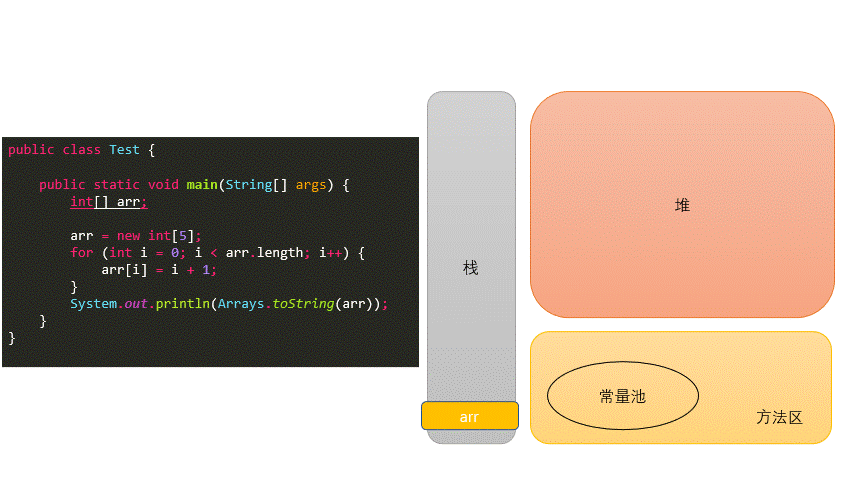 public class Test {
public static void main(String[] args) {
int[] arr;
arr = new int[5];
for (int i = 0; i < arr.length; i++) {
arr[i] = i + 1;
}
System.out.println(Arrays.toString(arr));
}
}
栈
arr
堆
常量池
方法区